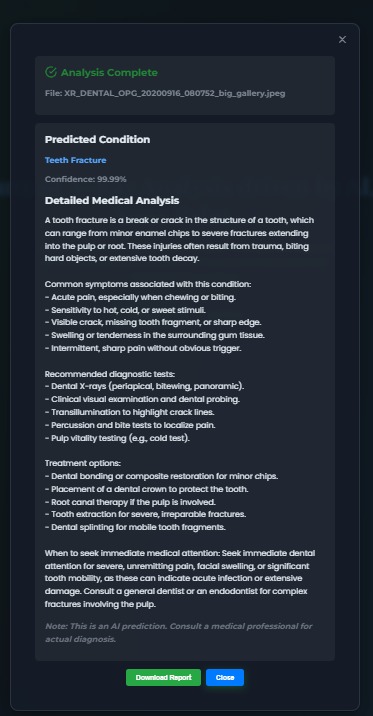 Analysis Complete
File: XR_DENTAL_OPG_20200916_080752_big_gallery.jpeg
Predicted Condition
Teeth Fracture
Confidence: 99.99%
Detailed Medical Analysis
A tooth fracture is a break or crack in the structure of a tooth, which
can range from minor enamel chips to severe fractures extending
into the pulp or root. These injuries often result from trauma, biting
hard objects, or extensive tooth decay.
Common symptoms associated with this condition:
- Acute pain, especially when chewing or biting.
- Sensitivity to hot, cold, or sweet stimuli.
- Visible crack, missing tooth fragment, or sharp edge.
- Swelling or tenderness in the surrounding gum tissue.
- Intermittent, sharp pain without obvious trigger.
Recommended diagnostic tests:
- Dental X-rays (periapical, bitewing, panoramic).
- Clinical visual examination and dental probing.
- Transillumination to highlight crack lines.
- Percussion and bite tests to localize pain.
- Pulp vitality testing (e.g., cold test).
Treatment options:
- Dental bonding or composite restoration for minor chips.
- Placement of a dental crown to protect the tooth.
- Root canal therapy if the pulp is involved.
- Tooth extraction for severe, irreparable fractures.
- Dental splinting for mobile tooth fragments.
When to seek immediate medical attention: Seek immediate dental
attention for severe, unremitting pain, facial swelling, or significant
tooth mobility, as these can indicate acute infection or extensive
damage. Consult a general dentist or an endodontist for complex
fractures involving the pulp.
Note: This is an AI prediction. Consult a medical professional for
actual diagnosis.
Download Report Close